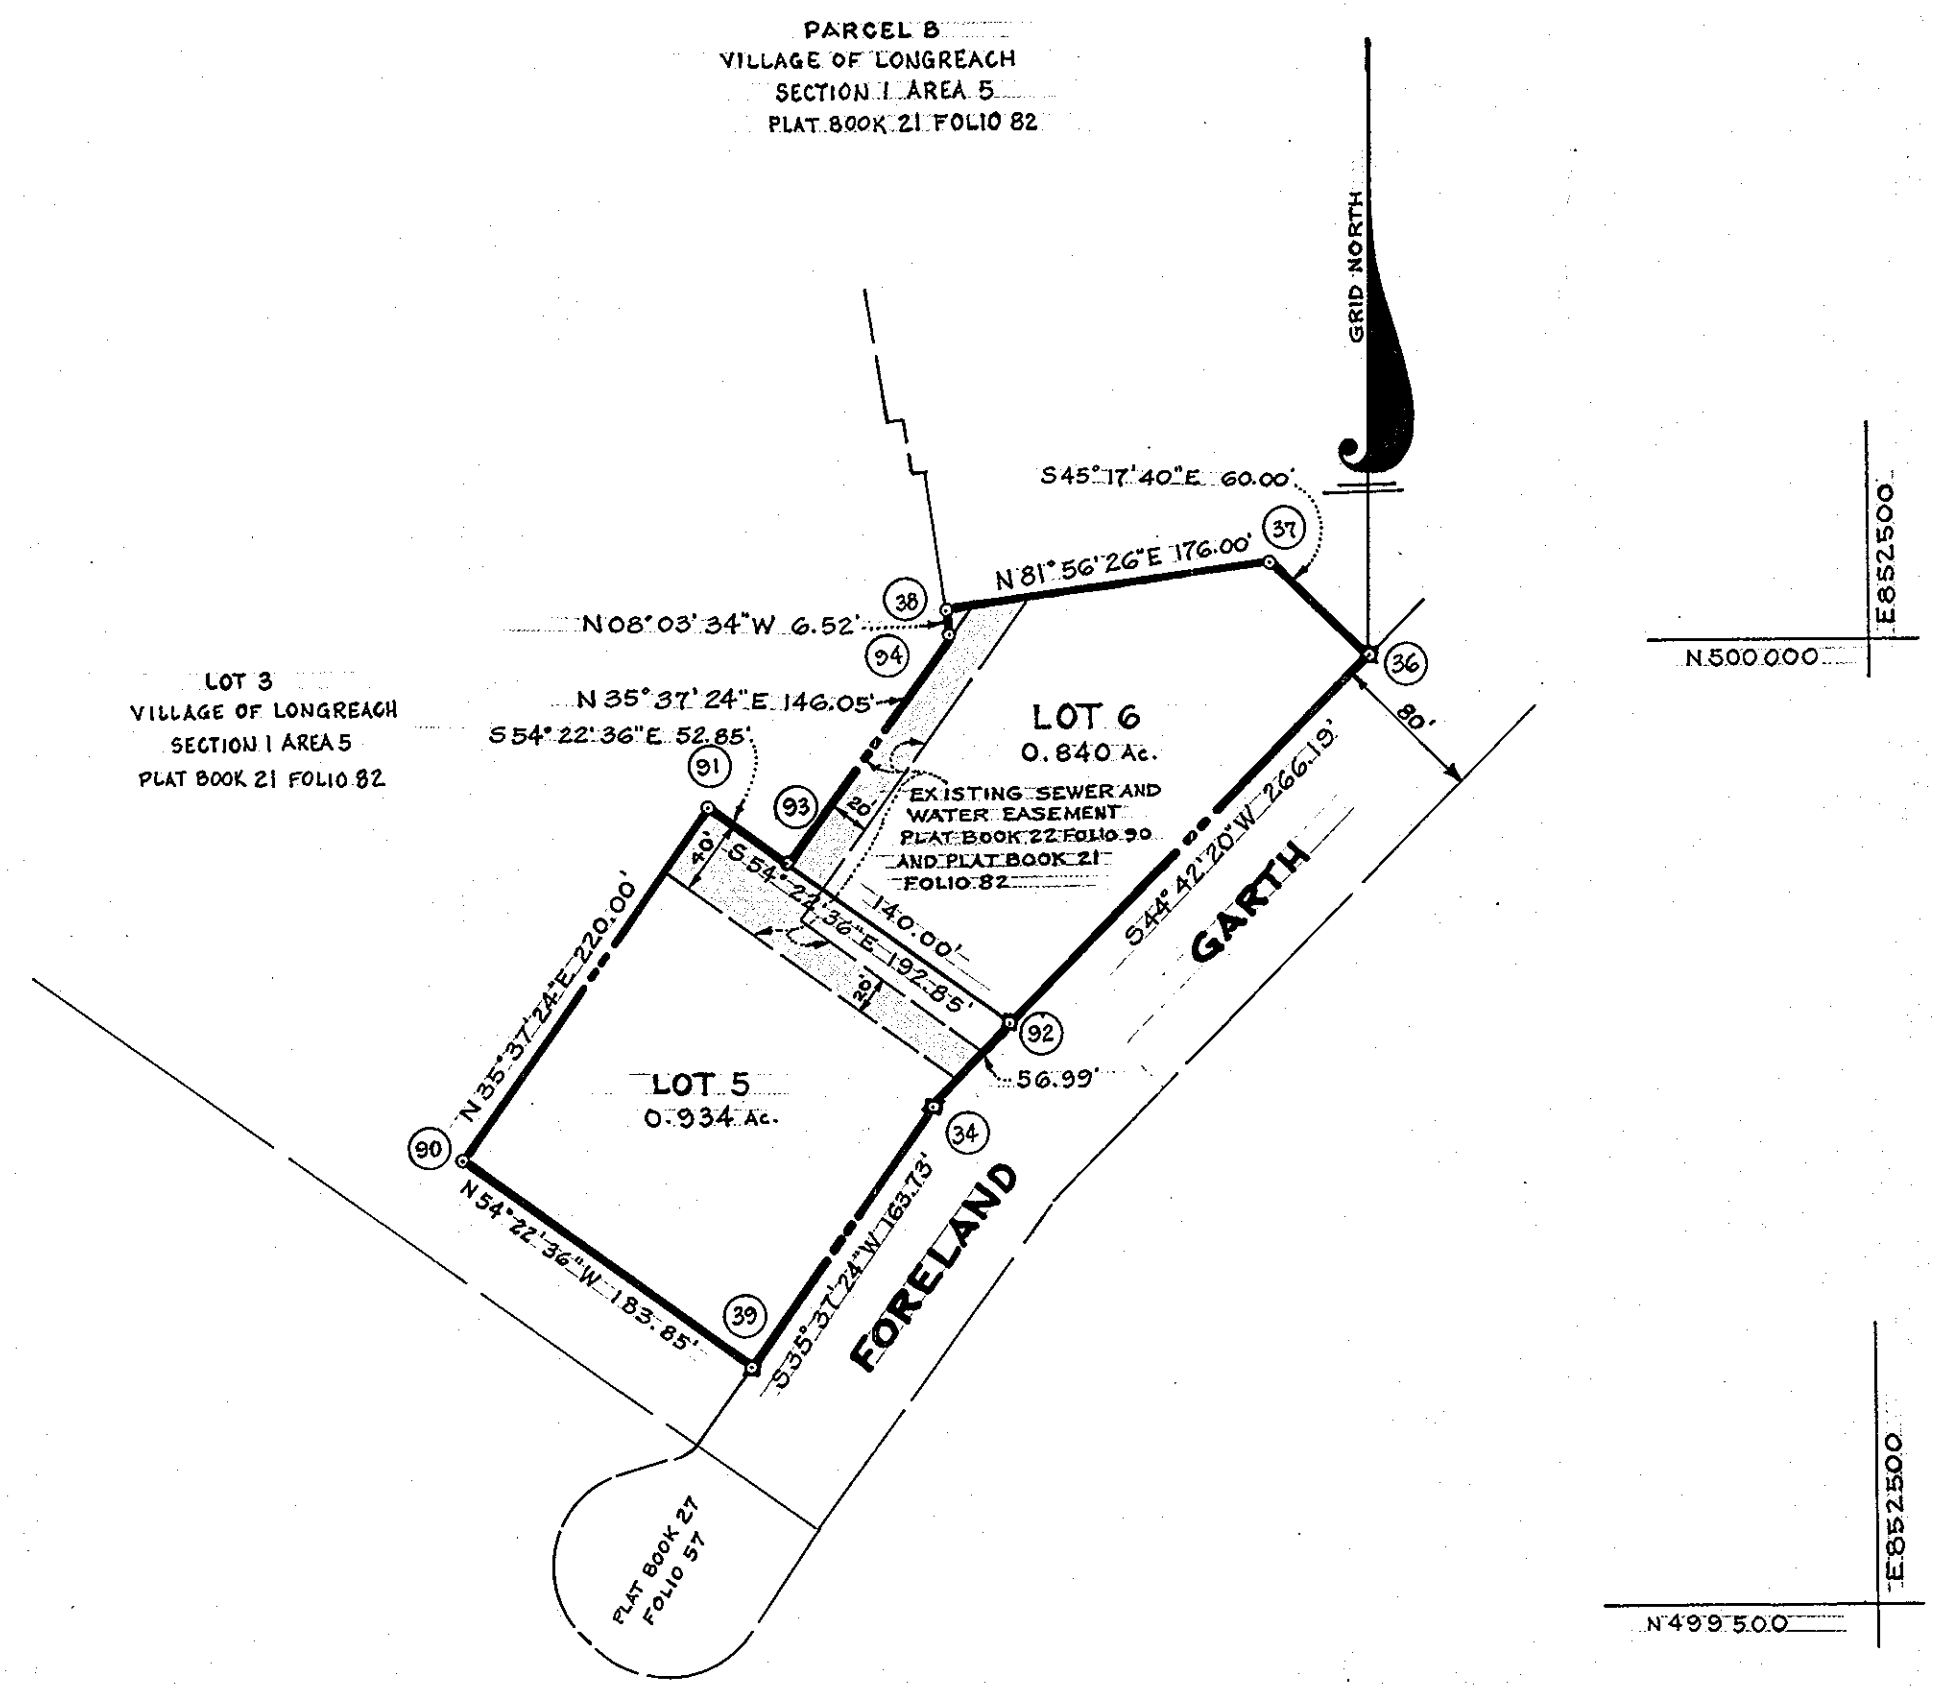 PARCEL B
VILLAGE OF LONGREACH
SECTION 1 AREA 5
PLAT BOOK 21 FOLIO 82
GRID NORTH
S45°17'40"E 60.00'
37
N81°56'26"E 176.00'
E852500
N500000
38
N08°03'34"W 6.52'
94
36
80'
LOT 3
VILLAGE OF LONGREACH
SECTION 1 AREA 5
PLAT BOOK 21 FOLIO 82
N35°37'24"E 146.05'
S54°22'36"E 52.85'
91
93
LOT 6
0.840 Ac.
EXISTING SEWER AND
WATER EASEMENT
PLAT BOOK 22 FOLIO 90
AND PLAT BOOK 21
FOLIO 82
20'
40'
S54°22'36"E 192.85'
140.00'
20'
S44°42'20"W 266.19'
GARTH
92
56.99'
34
N35°37'24"E 220.00'
LOT 5
0.934 Ac.
90
N54°22'36"W 183.85'
39
S35°37'24"W 163.73'
FORELAND
PLAT BOOK 27
FOLIO 57
E852500
N499500